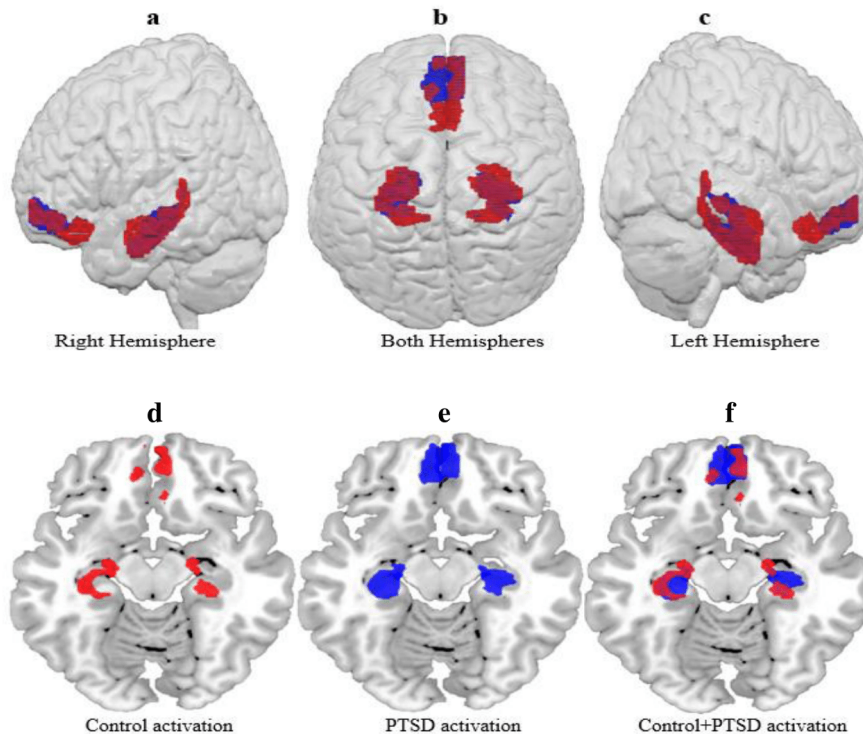 a
b
c
Right Hemisphere
Both Hemispheres
Left Hemisphere
d
e
f
Control activation
PTSD activation
Control+PTSD activation